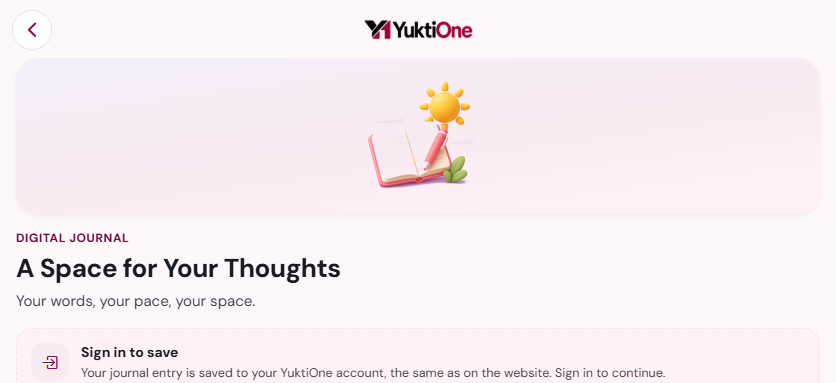 YuktiOne
DIGITAL JOURNAL
A Space for Your Thoughts
Your words, your pace, your space.
Sign in to save
Your journal entry is saved to your YuktiOne account, the same as on the website. Sign in to continue.